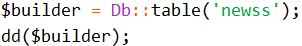 $builder = Db::table('newss');
dd($builder);